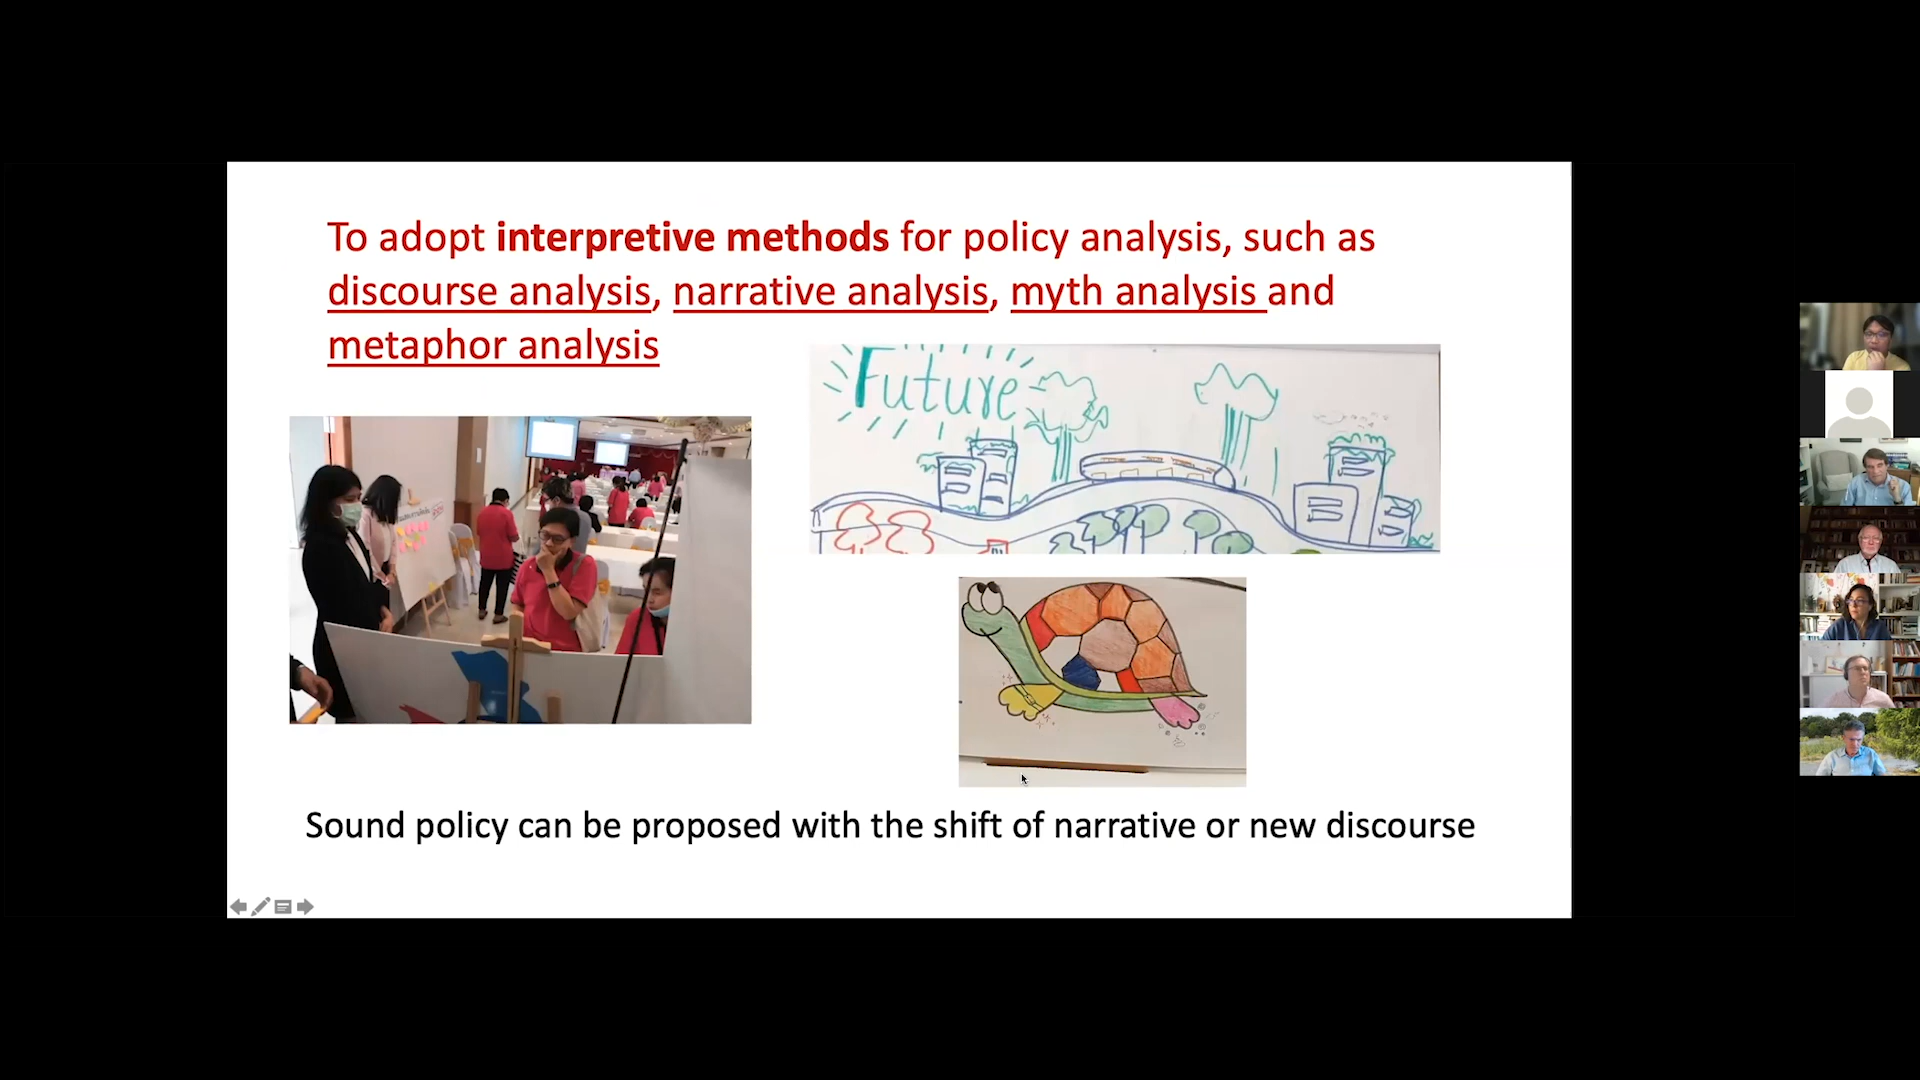 To adopt interpretive methods for policy analysis, such as
discourse analysis, narrative analysis, myth analysis and
metaphor analysis
Future
Sound policy can be proposed with the shift of narrative or new discourse